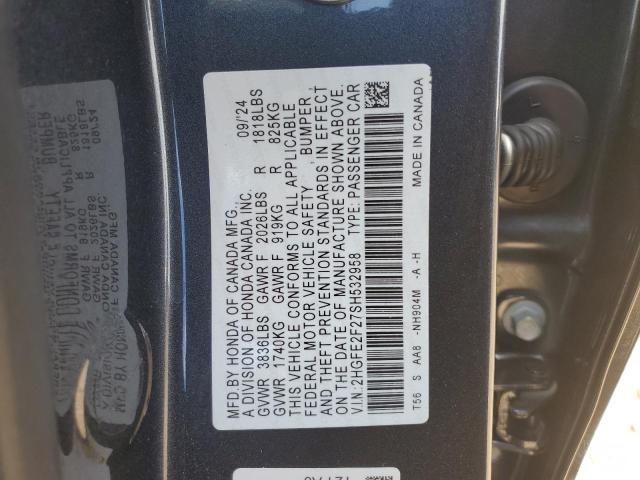 MFD.BY HONDA OF CANADA MFG., 09/'24
A DIVISION OF HONDA CANADA INC.
GVWR 3836LBS GAWR F 2026LBS R 1818LBS
GVWR 1740KG GAWR F 919KG R 825KG
THIS VEHICLE CONFORMS TO ALL APPLICABLE
FEDERAL MOTOR VEHICLE SAFETY , BUMPER ,
AND THEFT PREVENTION STANDARDS IN EFFECT
ON THE DATE OF MANUFACTURE SHOWN ABOVE.
V.I.N:2HGFE2F27SH532958 TYPE: PASSENGER CAR
T56 S AA8 -NH904M -A -H MADE IN CANADA